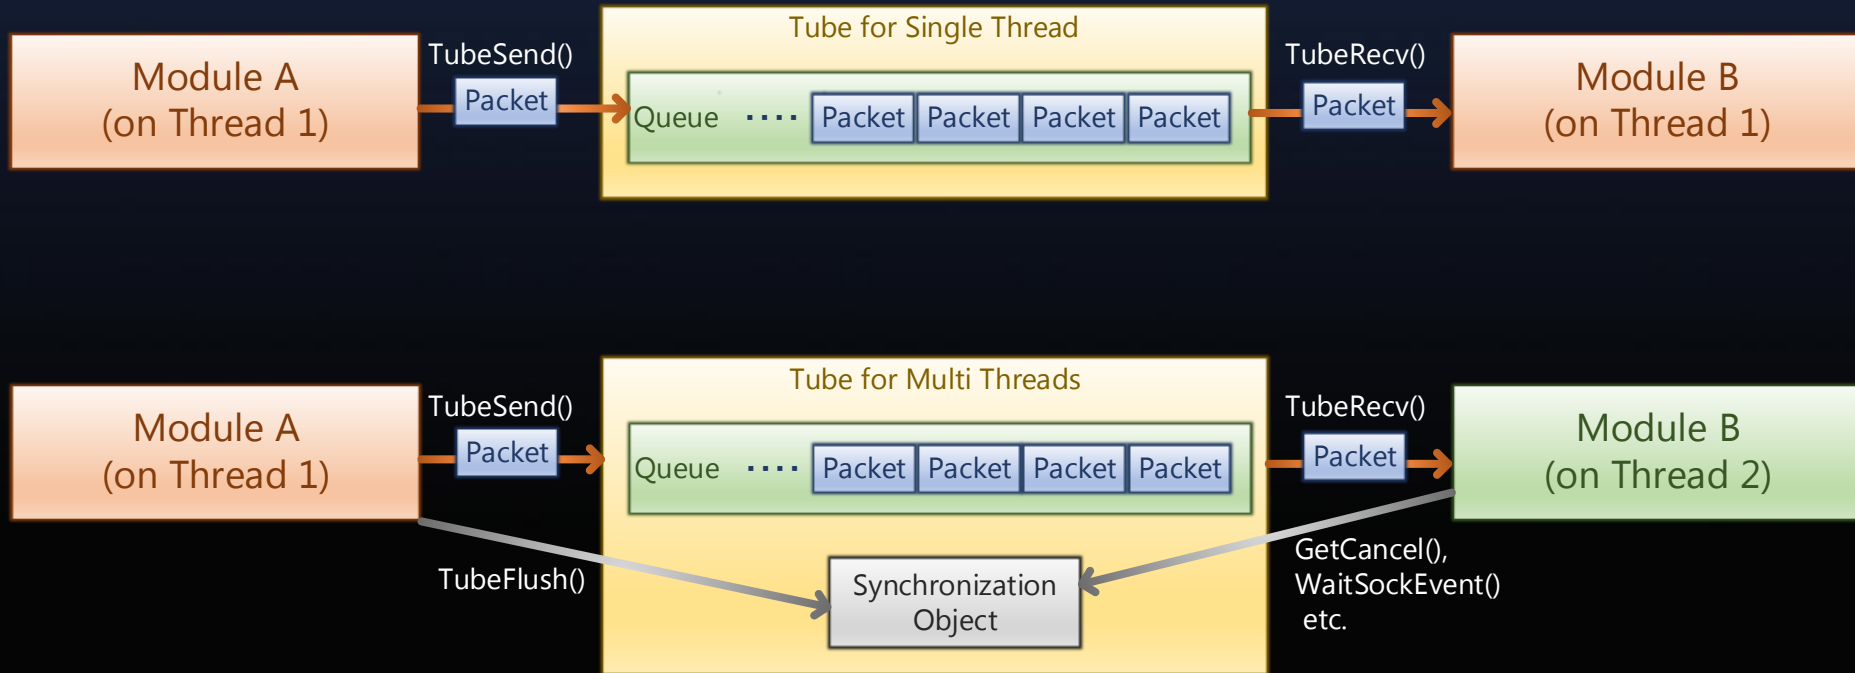 Tube for Single Thread
Module A
(on Thread 1)
TubeSend()
Packet
Queue ···· Packet Packet Packet Packet
TubeRecv()
Packet
Module B
(on Thread 1)
Tube for Multi Threads
Module A
(on Thread 1)
TubeSend()
Packet
Queue ···· Packet Packet Packet Packet
TubeRecv()
Packet
Module B
(on Thread 2)
TubeFlush()
Synchronization
Object
GetCancel(),
WaitSockEvent()
etc.